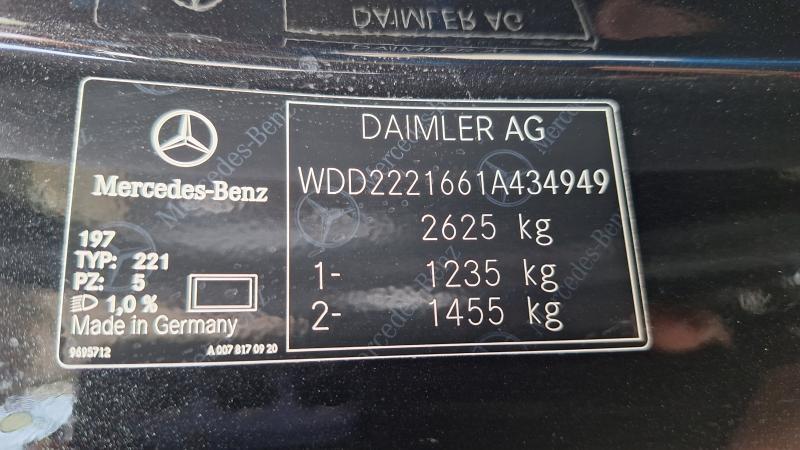 DAIMLER AG
Mercedes-Benz
197
TYP: 221
PZ: 5
1,0 %
Made in Germany
9695712
A 007 817 09 20
DAIMLER AG
WDD2221661A434949
2625 kg
1- 1235 kg
2- 1455 kg